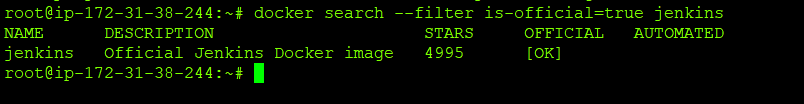 root@ip-172-31-38-244:~# docker search --filter is-official=true jenkins
NAME      DESCRIPTION                     STARS     OFFICIAL   AUTOMATED
jenkins   Official Jenkins Docker image   4995      [OK]
root@ip-172-31-38-244:~#